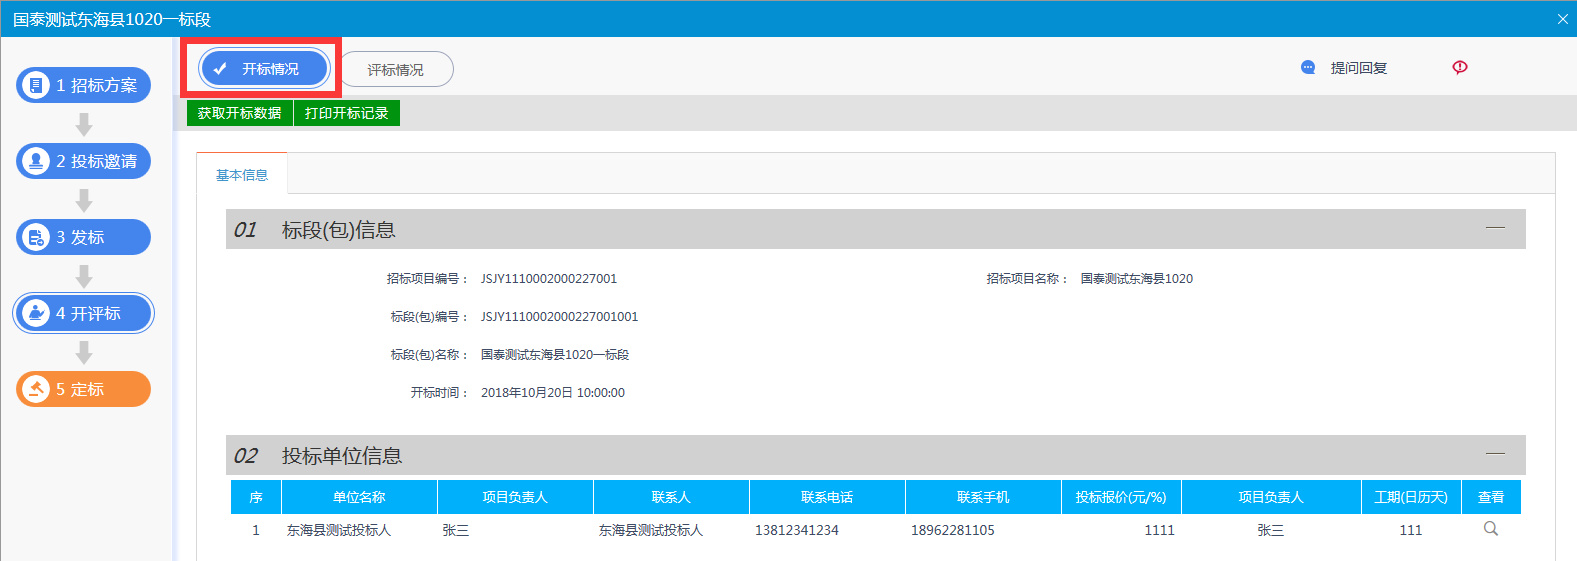 国泰测试东海县1020一标段
1 招标方案
2 投标邀请
3 发标
4 开评标
5 定标
开标情况 评标情况 提问回复
获取开标数据 打印开标记录
基本信息
01 标段(包)信息
招标项目编号： JSJY1110002000227001 招标项目名称： 国泰测试东海县1020
标段(包)编号： JSJY1110002000227001001
标段(包)名称： 国泰测试东海县1020一标段
开标时间： 2018年10月20日 10:00:00
02 投标单位信息
序 单位名称 项目负责人 联系人 联系电话 联系手机 投标报价(元/%) 项目负责人 工期(日历天) 查看
1 东海县测试投标人 张三 东海县测试投标人 13812341234 18962281105 1111 张三 111